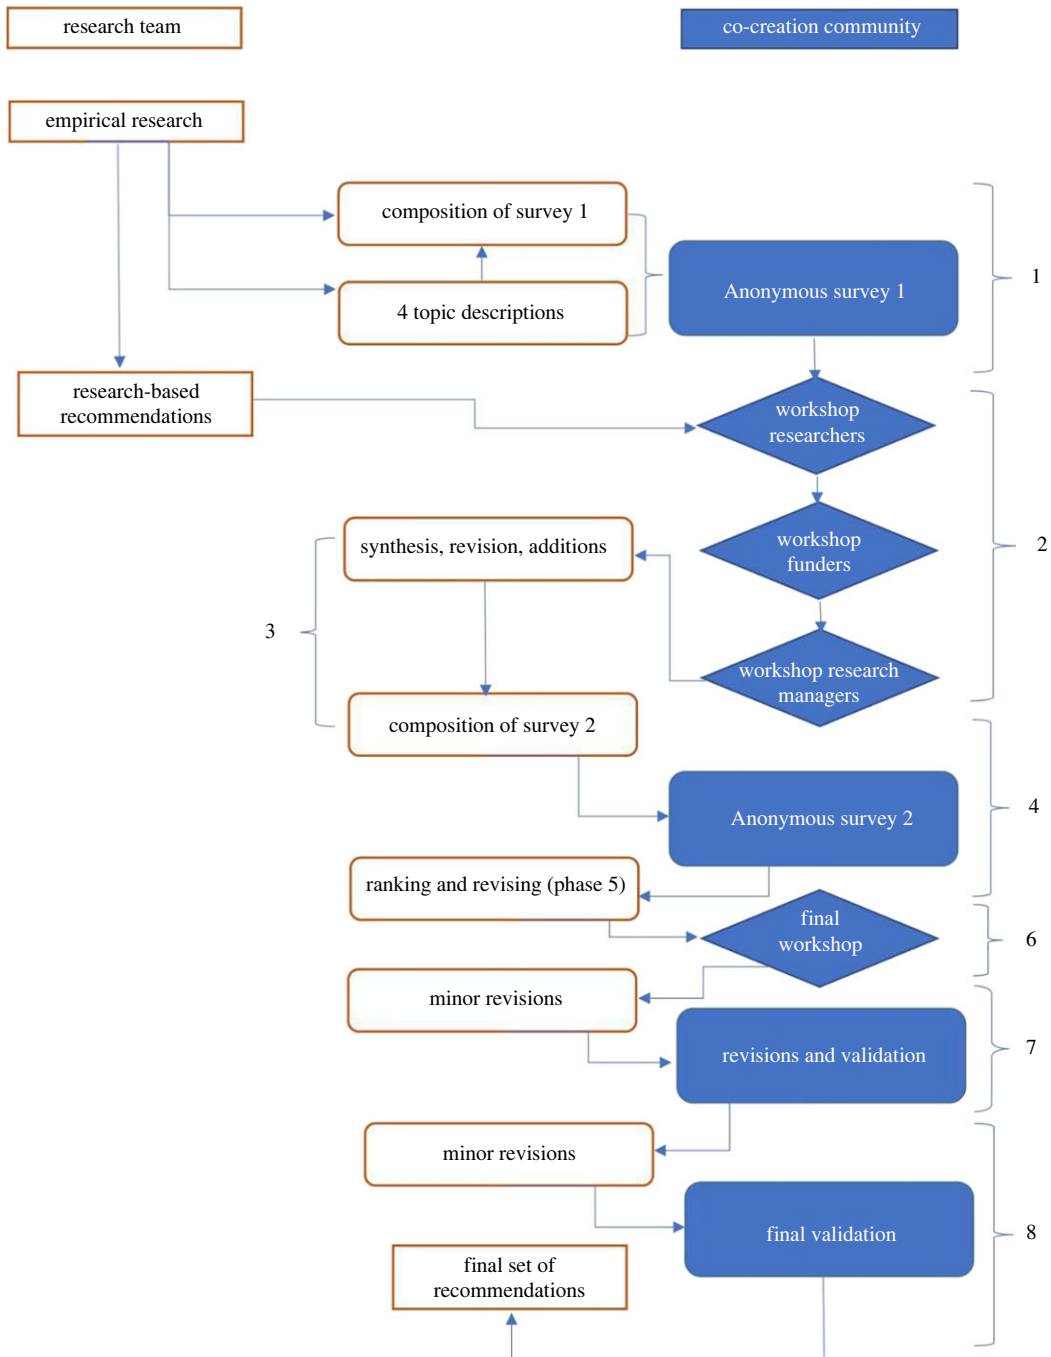 research team
co-creation community
empirical research
composition of survey 1
4 topic descriptions
Anonymous survey 1
1
research-based
recommendations
workshop
researchers
workshop
funders
workshop research
managers
2
synthesis, revision, additions
3
composition of survey 2
Anonymous survey 2
4
ranking and revising (phase 5)
final
workshop
6
minor revisions
revisions and validation
7
minor revisions
final validation
8
final set of
recommendations